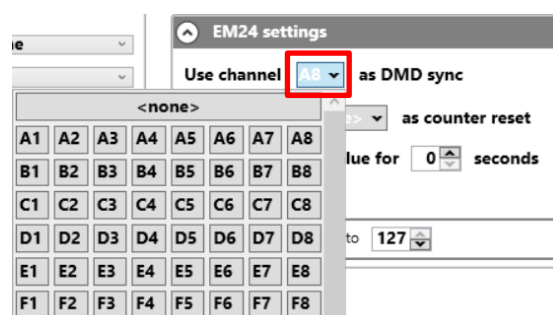 EM24 settings
Use channel A8 as DMD sync
<none>
as counter reset
A1 A2 A3 A4 A5 A6 A7 A8
lue for 0 seconds
B1 B2 B3 B4 B5 B6 B7 B8
C1 C2 C3 C4 C5 C6 C7 C8
D1 D2 D3 D4 D5 D6 D7 D8
to 127
E1 E2 E3 E4 E5 E6 E7 E8
F1 F2 F3 F4 F5 F6 F7 F8